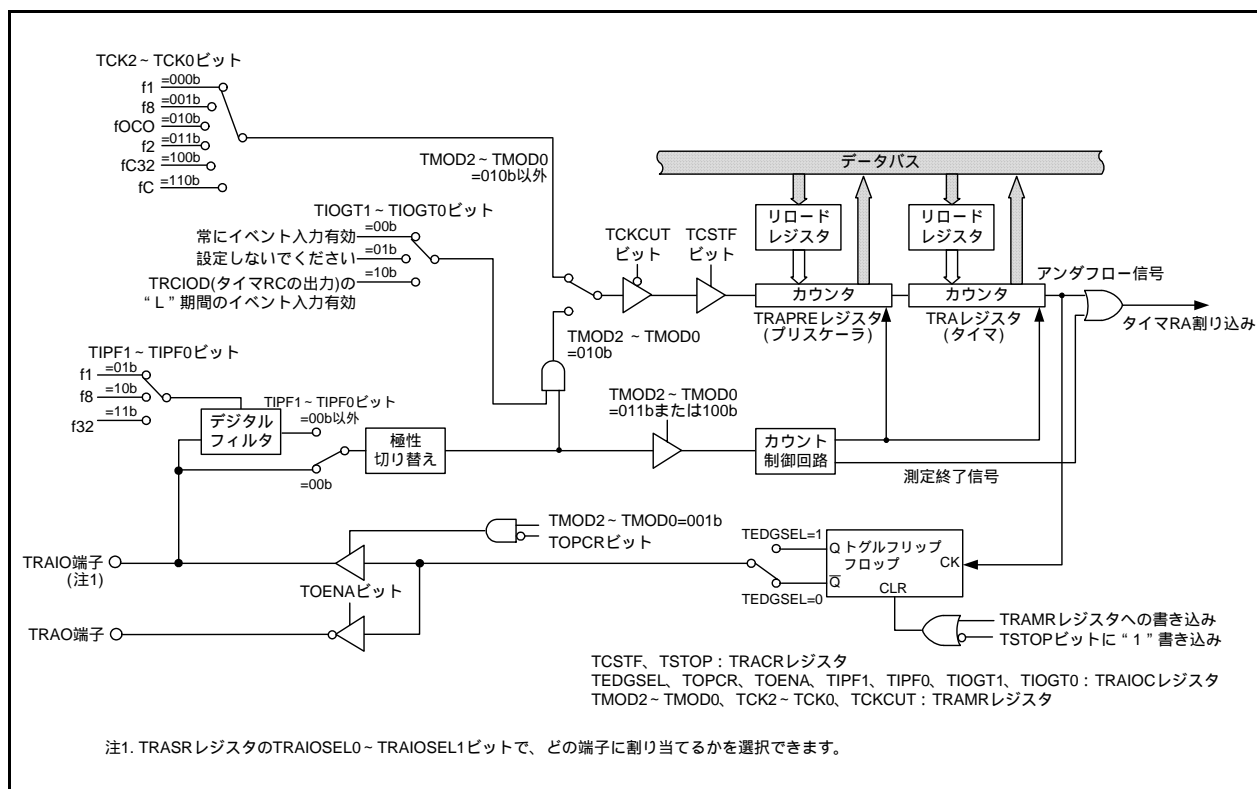 TCK2～TCK0ビット
f1 =000b
f8 =001b
fOCO =010b
f2 =011b
fC32 =100b
fC =110b
TMOD2～TMOD0
=010b以外
TIOGT1～TIOGT0ビット
常にイベント入力有効 =00b
設定しないでください =01b
TRCIOD(タイマRCの出力)の =10b
“L”期間のイベント入力有効
TCKCUT
ビット
TCSTF
ビット
データバス
リロード
レジスタ
リロード
レジスタ
カウンタ
カウンタ
TRAPREレジスタ
(プリスケーラ)
TRAレジスタ
(タイマ)
アンダフロー信号
タイマRA割り込み
TMOD2～TMOD0
=010b
TIPF1～TIPF0ビット
f1 =01b
f8 =10b
f32 =11b
デジタル
フィルタ
TIPF1～TIPF0ビット
=00b以外
=00b
極性
切り替え
TMOD2～TMOD0
=011bまたは100b
カウント
制御回路
測定終了信号
TMOD2～TMOD0=001b
TOPCRビット
TRAIO端子
(注1)
TOENAビット
TRAO端子
TEDGSEL=1
TEDGSEL=0
Q トグルフリップ
フロップ
CK
Q
CLR
TRAMRレジスタへの書き込み
TSTOPビットに“1”書き込み
TCSTF、TSTOP：TRACRレジスタ
TEDGSEL、TOPCR、TOENA、TIPF1、TIPF0、TIOGT1、TIOGT0：TRAIOCレジスタ
TMOD2～TMOD0、TCK2～TCK0、TCKCUT：TRAMRレジスタ
注1. TRASRレジスタのTRAIOSEL0～TRAIOSEL1ビットで、どの端子に割り当てるかを選択できます。